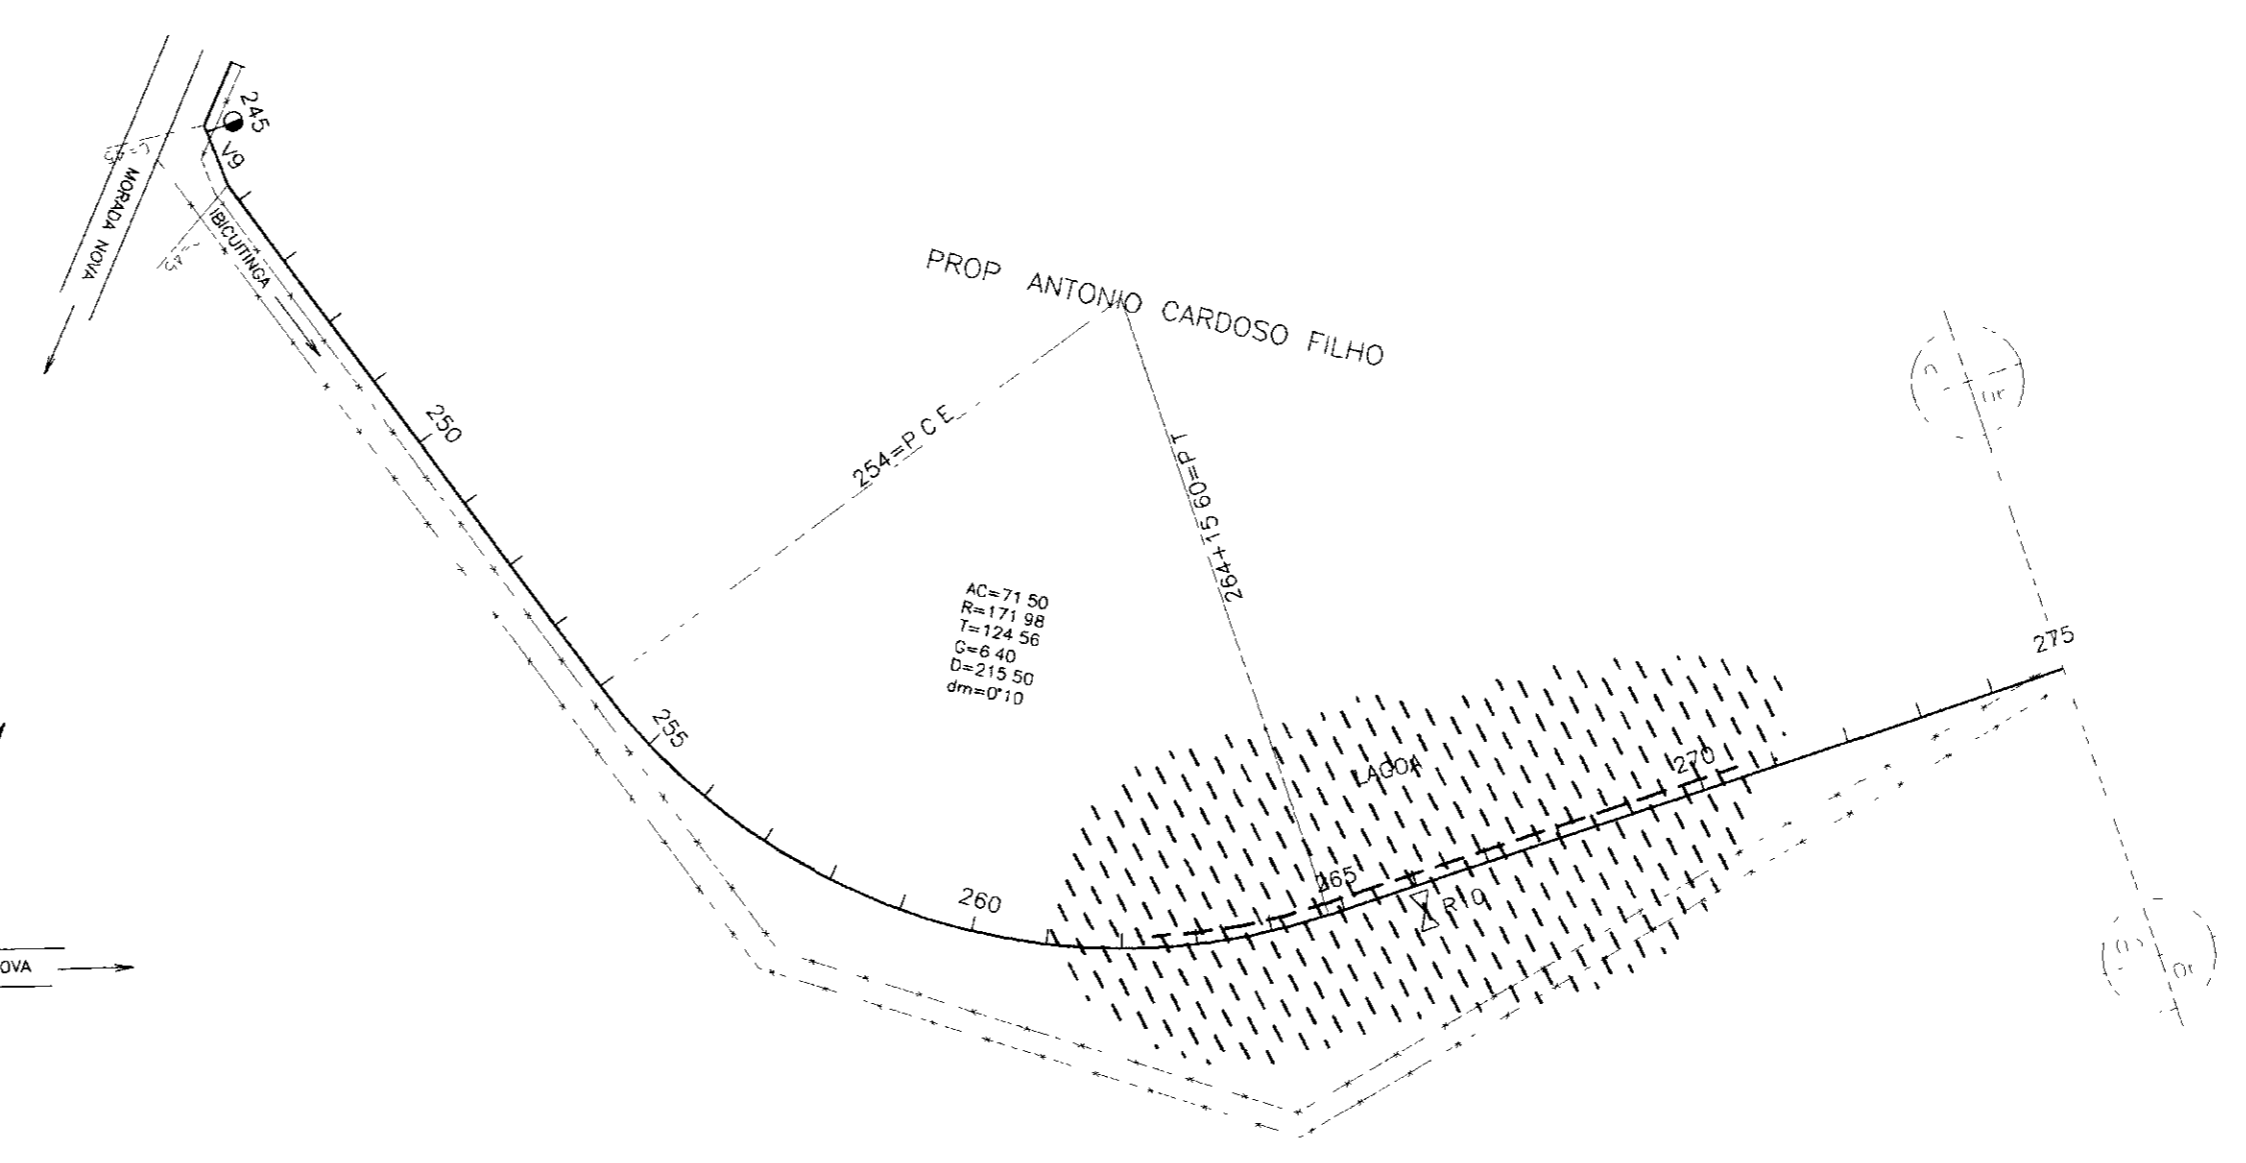 245
V9
MORADA NOVA
IBICUITINGA
250
PROP ANTONIO CARDOSO FILHO
254=P C E
264+15 60=PT
AC=71 50
R=171 98
T=124 56
G=6 40
D=215 50
dm=0°10
255
260
LAGOA
265
R10
270
275
OVA